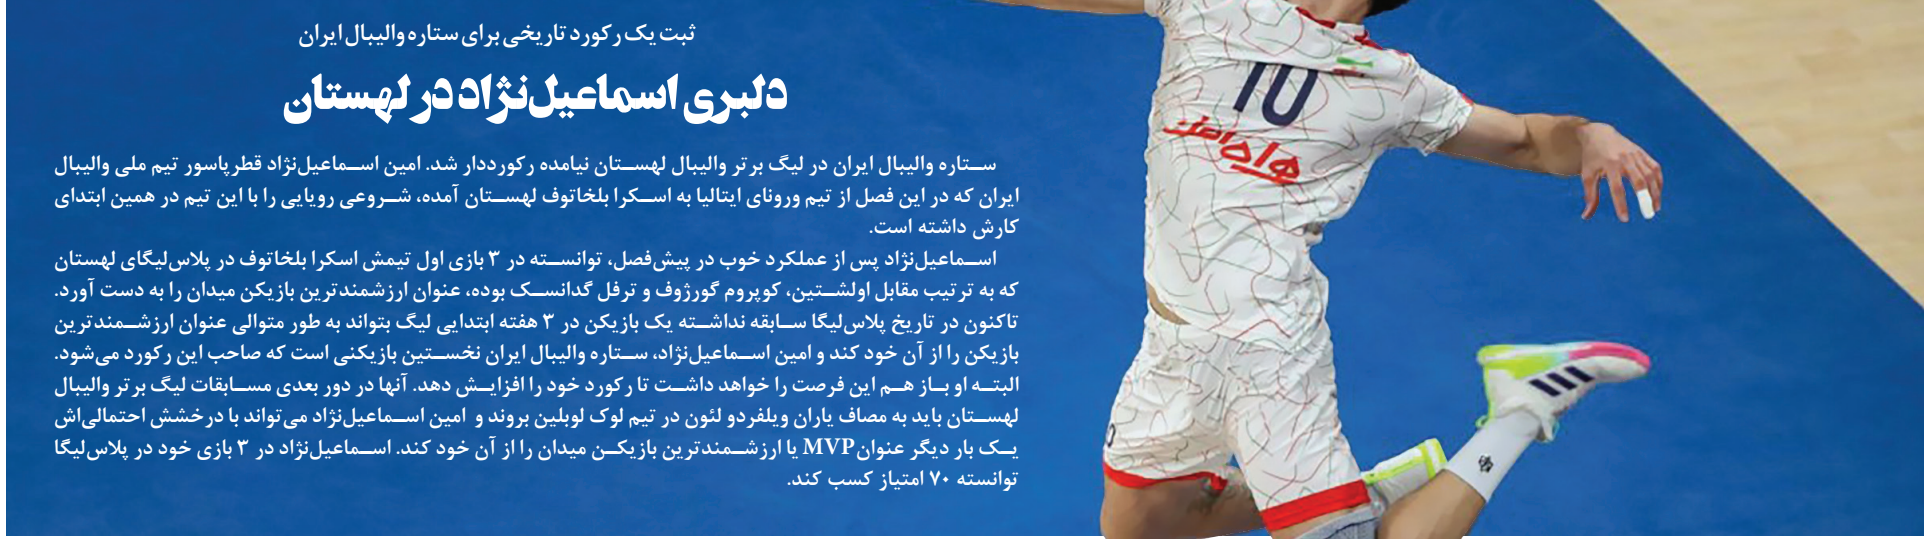 ثبت یک رکورد تاریخی برای ستاره والیبال ایران
دلبری اسماعیل‌نژاد در لهستان
ستاره والیبال ایران در لیگ برتر والیبال لهستان نیامده رکورددار شد. امین اسماعیل‌نژاد قطرپاسور تیم ملی والیبال
ایران که در این فصل از تیم ورونای ایتالیا به اسکرا بلخاتوف لهستان آمده، شروعی رویایی را با این تیم در همین ابتدای
کارش داشته است.
اسماعیل‌نژاد پس از عملکرد خوب در پیش‌فصل، توانسته در ۳ بازی اول تیمش اسکرا بلخاتوف در پلاس‌لیگای لهستان
که به ترتیب مقابل اولشتین، کوپروم گورژوف و ترفل گدانسک بوده، عنوان ارزشمندترین بازیکن میدان را به دست آورد.
تاکنون در تاریخ پلاس‌لیگا سابقه نداشته یک بازیکن در ۳ هفته ابتدایی لیگ بتواند به طور متوالی عنوان ارزشمندترین
بازیکن را از آن خود کند و امین اسماعیل‌نژاد، ستاره والیبال ایران نخستین بازیکنی است که صاحب این رکورد می‌شود.
البته او باز هم این فرصت را خواهد داشت تا رکورد خود را افزایش دهد. آنها در دور بعدی مسابقات لیگ برتر والیبال
لهستان باید به مصاف یاران ویلفردو لئون در تیم لوک لوبلین بروند و امین اسماعیل‌نژاد می‌تواند با درخشش احتمالی‌اش
یک بار دیگر عنوان MVP یا ارزشمندترین بازیکن میدان را از آن خود کند. اسماعیل‌نژاد در ۳ بازی خود در پلاس‌لیگا
توانسته ۷۰ امتیاز کسب کند.
10
همراه اول